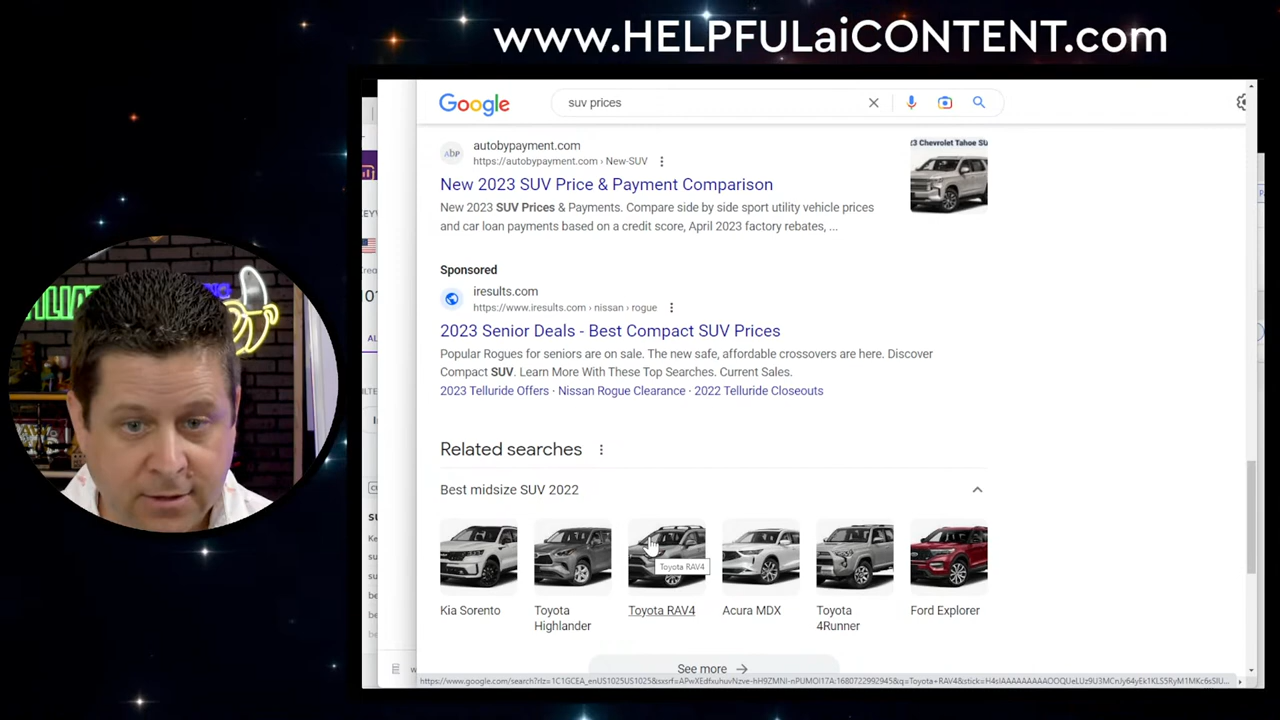 www.HELPFULaiCONTENT.com
Google
suv prices
autobypayment.com
https://autobypayment.com › New-SUV
New 2023 SUV Price & Payment Comparison
New 2023 SUV Prices & Payments. Compare side by side sport utility vehicle prices
and car loan payments based on a credit score, April 2023 factory rebates, ...
Sponsored
iresults.com
https://www.iresults.com › nissan › rogue
2023 Senior Deals - Best Compact SUV Prices
Popular Rogues for seniors are on sale. The new safe, affordable crossovers are here. Discover
Compact SUV. Learn More With These Top Searches. Current Sales.
2023 Telluride Offers · Nissan Rogue Clearance · 2022 Telluride Closeouts
Related searches
Best midsize SUV 2022
Toyota RAV4
Kia Sorento
Toyota
Highlander
Toyota RAV4
Acura MDX
Toyota
4Runner
Ford Explorer
See more